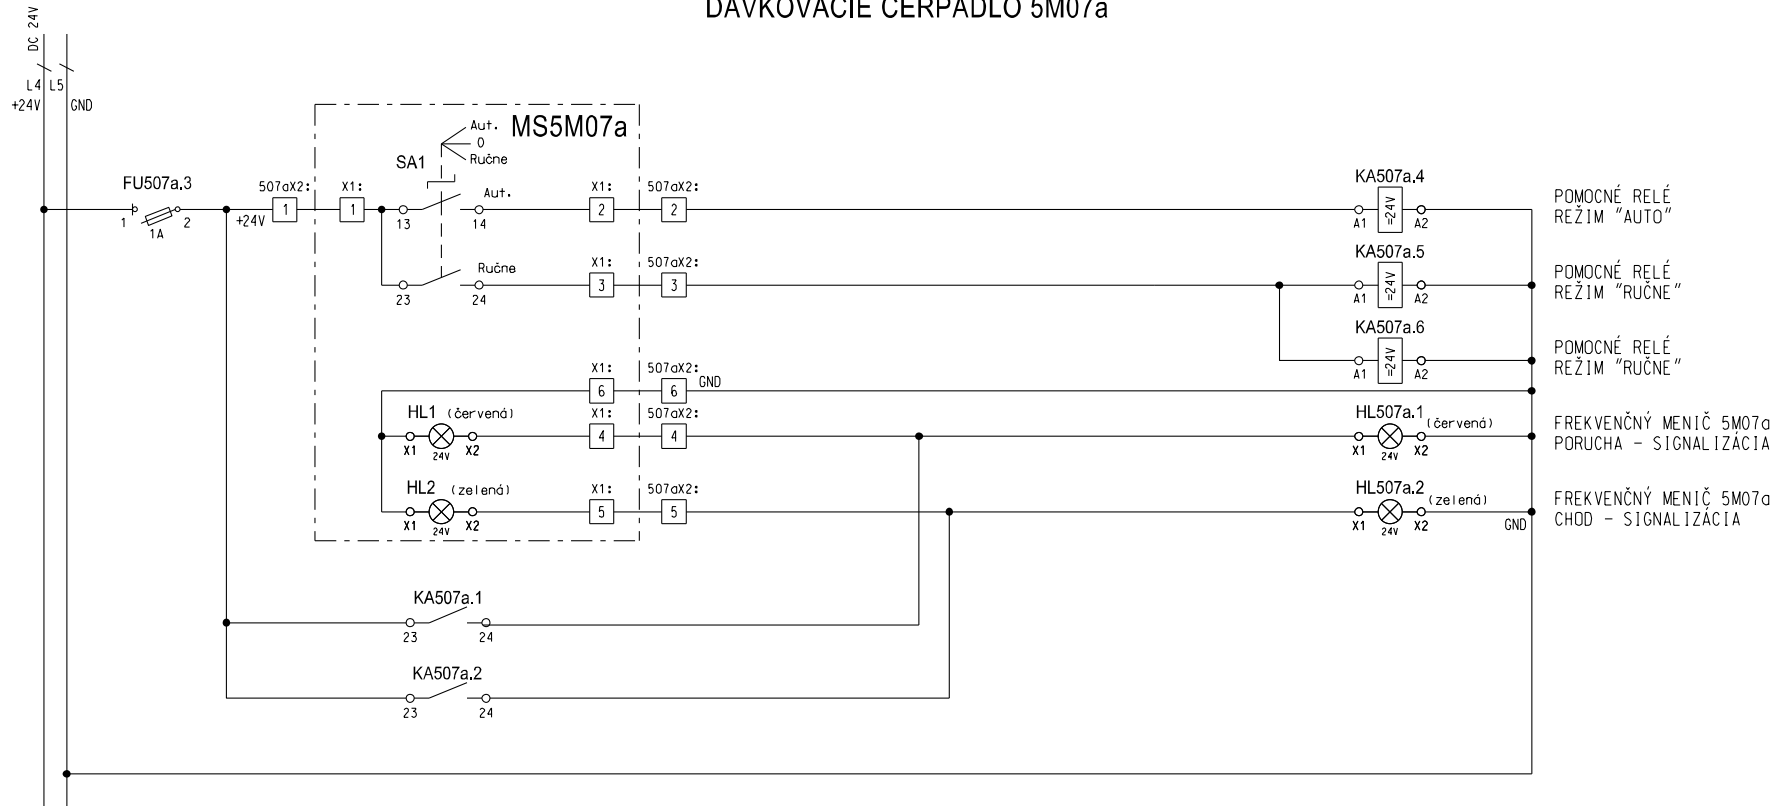 DÁVKOVACIE ČERPADLO 5M07a
DC 24V
L4 L5
+24V GND
MS5M07a
Aut.
0
Ručne
SA1
FU507a.3
1 2
1A
+24V
507aX2: X1:
1 1
13 14
Aut.
X1: 507aX2:
2 2
KA507a.4
A1 =24V A2
POMOCNÉ RELÉ
REŽIM "AUTO"
23 24
Ručne
X1: 507aX2:
3 3
KA507a.5
A1 =24V A2
POMOCNÉ RELÉ
REŽIM "RUČNE"
KA507a.6
A1 =24V A2
POMOCNÉ RELÉ
REŽIM "RUČNE"
X1: 507aX2:
6 6 GND
HL1 (červená)
X1 24V X2
X1: 507aX2:
4 4
HL507a.1 (červená)
X1 24V X2
FREKVENČNÝ MENIČ 5M07a
PORUCHA - SIGNALIZÁCIA
HL2 (zelená)
X1 24V X2
X1: 507aX2:
5 5
HL507a.2 (zelená)
X1 24V X2
GND
FREKVENČNÝ MENIČ 5M07a
CHOD - SIGNALIZÁCIA
KA507a.1
23 24
KA507a.2
23 24